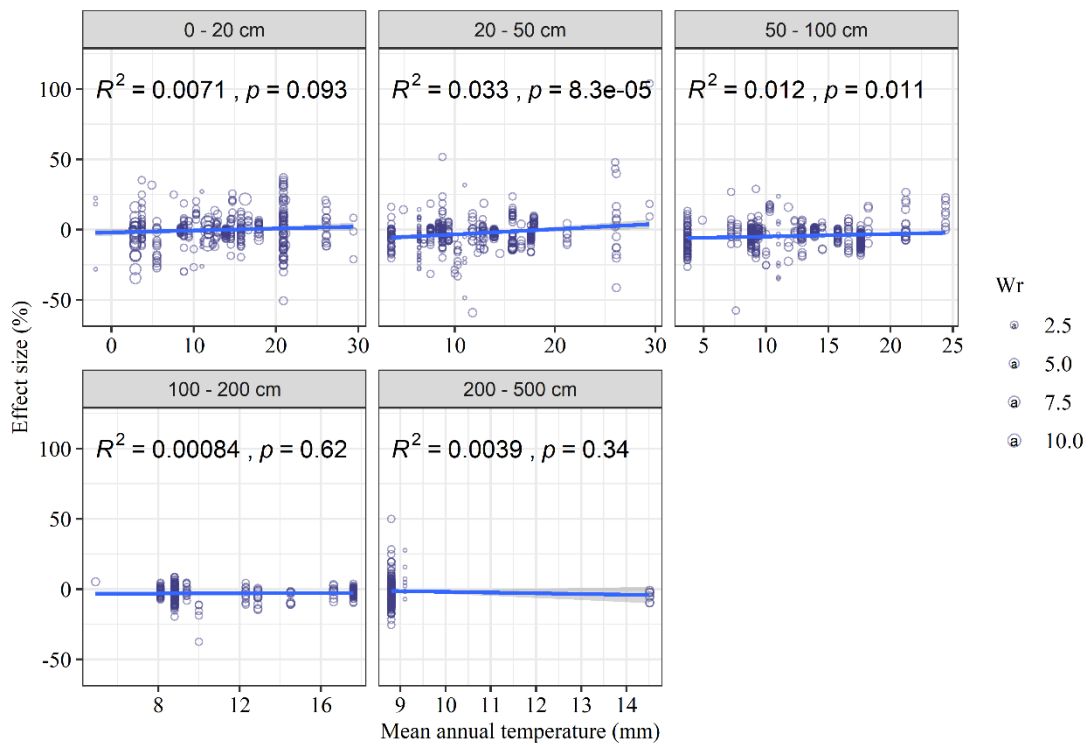 0 - 20 cm
20 - 50 cm
50 - 100 cm
R² = 0.0071 , p = 0.093
R² = 0.033 , p = 8.3e-05
R² = 0.012 , p = 0.011
100
50
0
-50
0
10
20
30
10
20
30
5
10
15
20
25
100 - 200 cm
200 - 500 cm
R² = 0.00084 , p = 0.62
R² = 0.0039 , p = 0.34
100
50
0
-50
8
12
16
9
10
11
12
13
14
Effect size (%)
Mean annual temperature (mm)
Wr
a 2.5
a 5.0
a 7.5
a 10.0